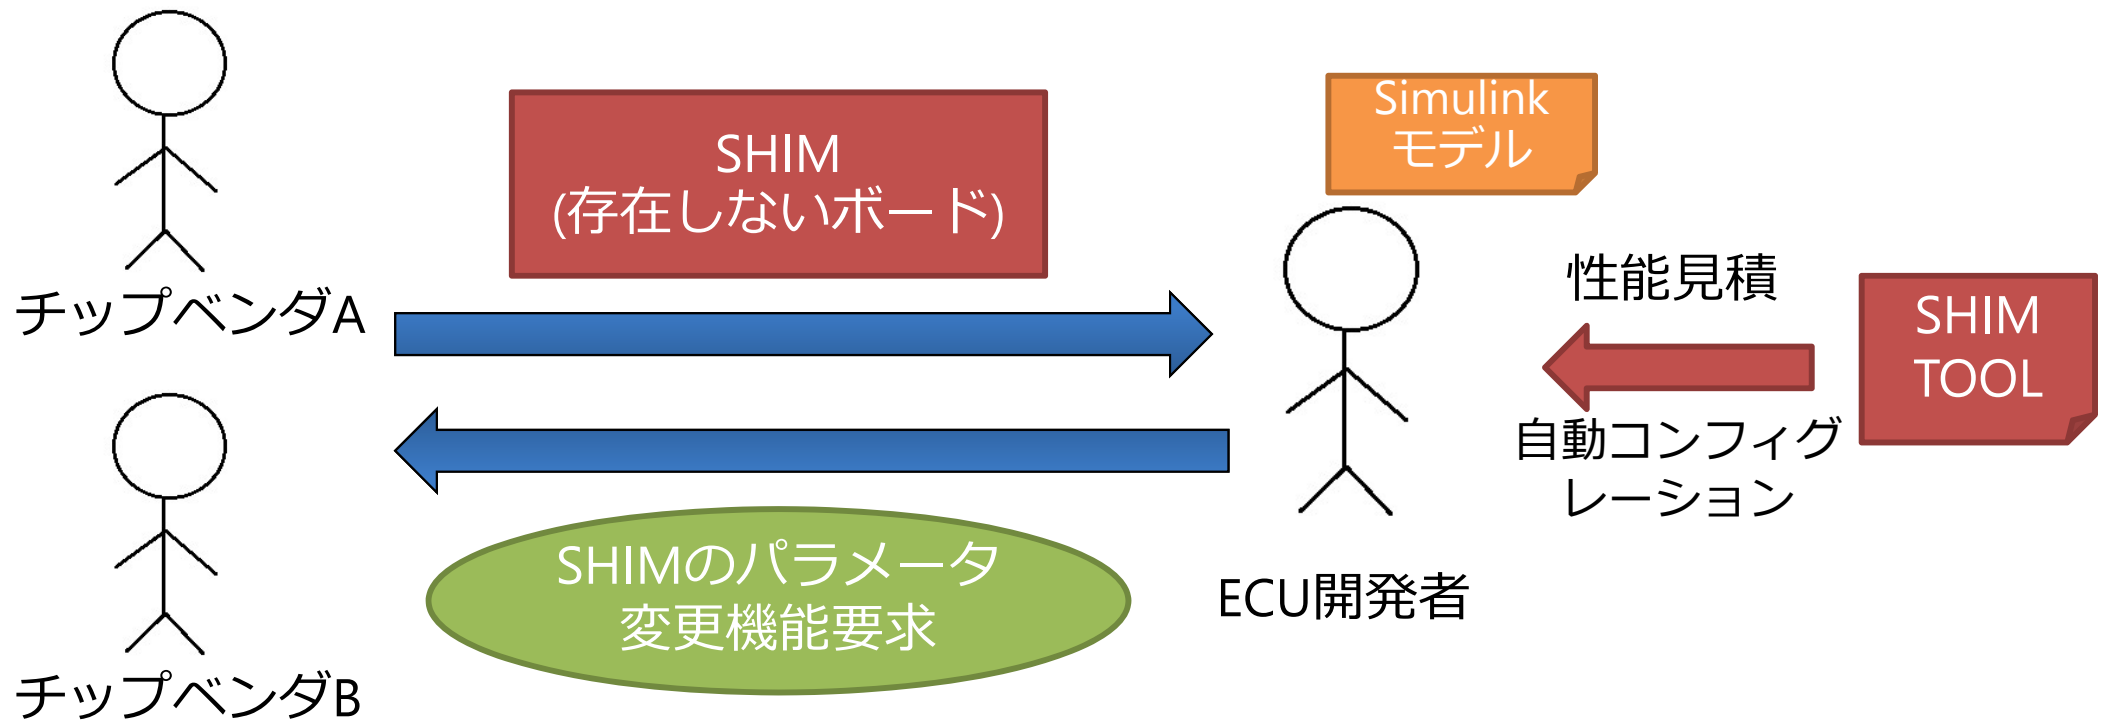 Simulink
モデル
SHIM
(存在しないボード)
チップベンダA
性能見積
SHIM
TOOL
自動コンフィグ
レーション
SHIMのパラメータ
変更機能要求
ECU開発者
チップベンダB